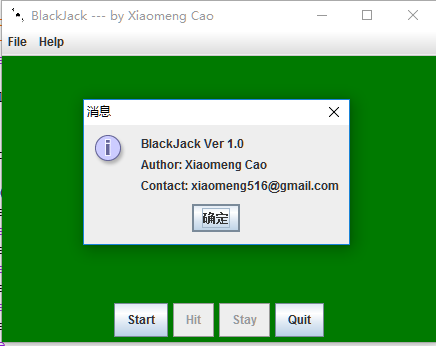 BlackJack --- by Xiaomeng Cao
File Help
消息
BlackJack Ver 1.0
Author: Xiaomeng Cao
Contact: xiaomeng516@gmail.com
确定
Start Hit Stay Quit